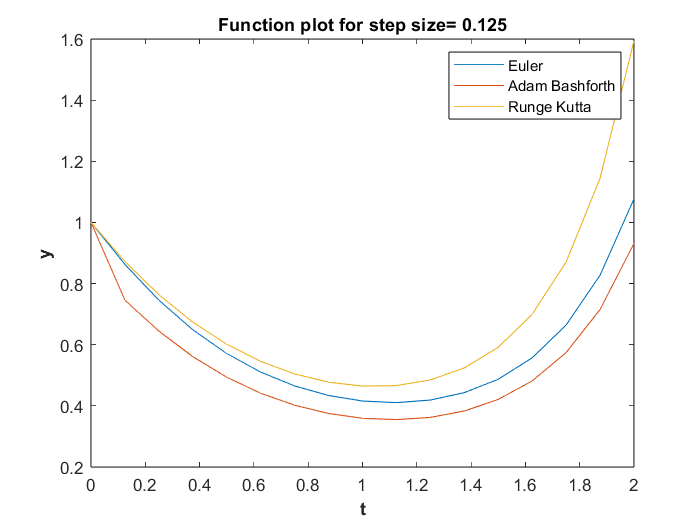 Function plot for step size= 0.125
Euler
Adam Bashforth
Runge Kutta
1.6
1.4
1.2
1
0.8
0.6
0.4
0.2
y
0 0.2 0.4 0.6 0.8 1 1.2 1.4 1.6 1.8 2
t